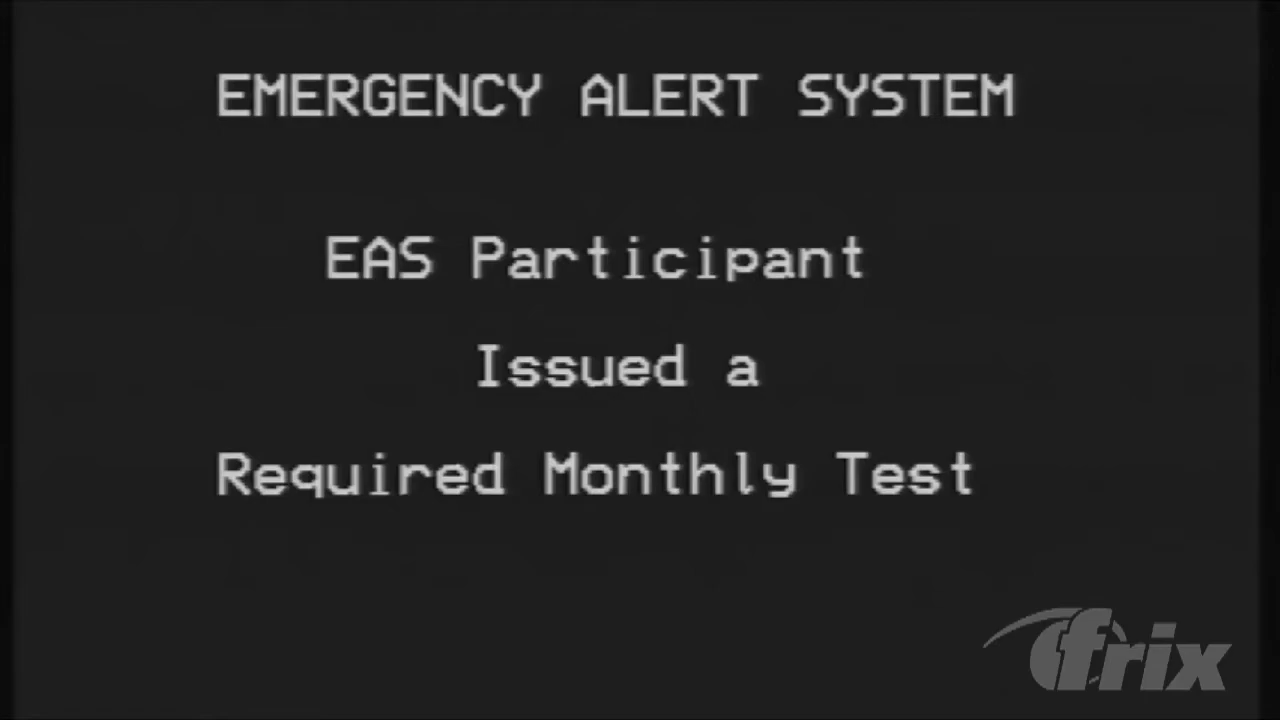 EMERGENCY ALERT SYSTEM
EAS Participant
Issued a
Required Monthly Test
frix